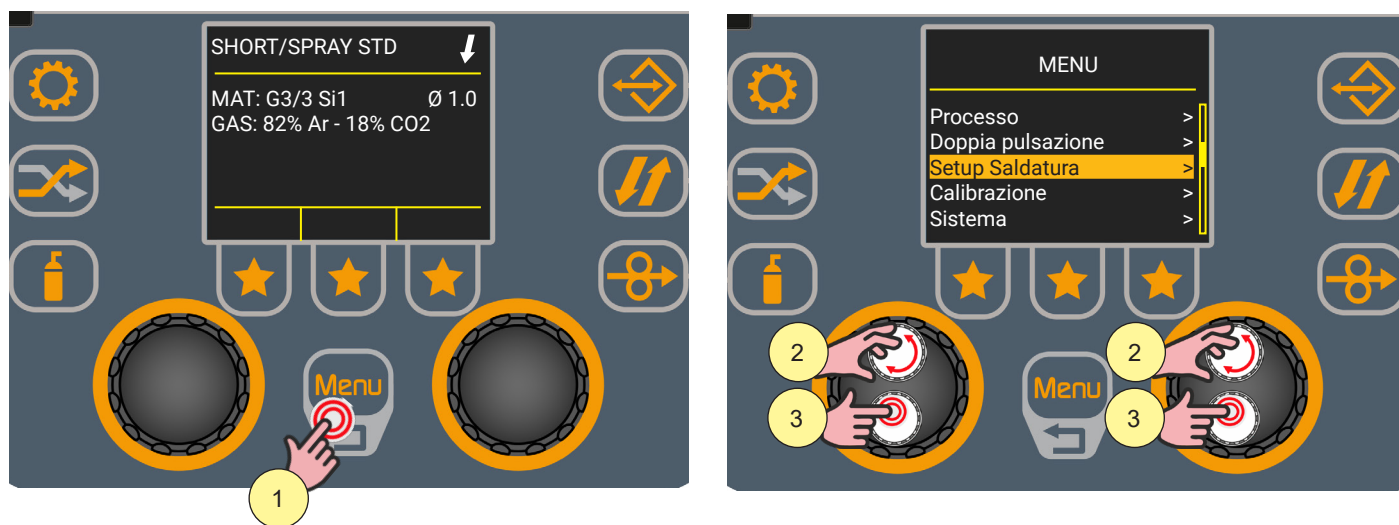 SHORT/SPRAY STD
MAT: G3/3 Si1 Ø 1.0
GAS: 82% Ar - 18% CO2
Menu
1
MENU
Processo >
Doppia pulsazione >
Setup Saldatura >
Calibrazione >
Sistema >
2
2
Menu
3
3